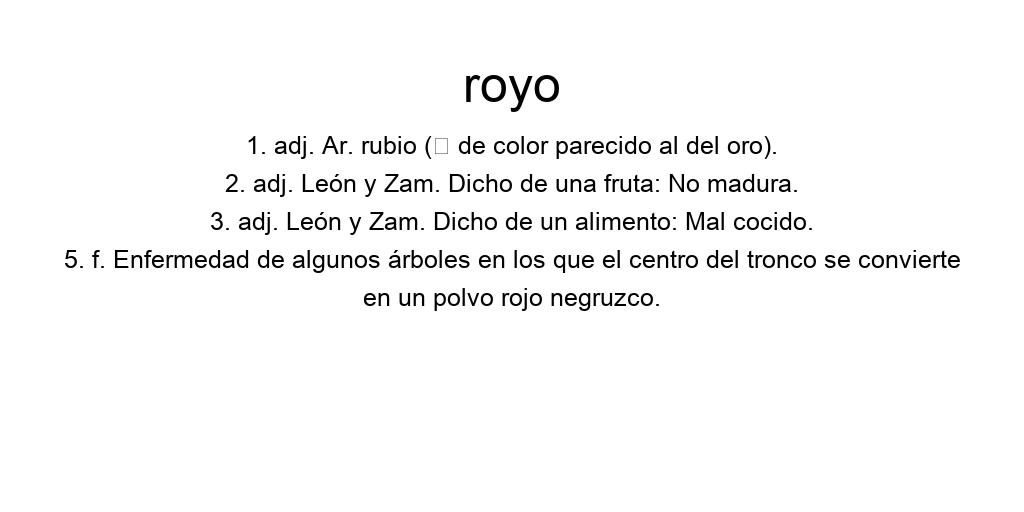 royo
1. adj. Ar. rubio (□ de color parecido al del oro).
2. adj. León y Zam. Dicho de una fruta: No madura.
3. adj. León y Zam. Dicho de un alimento: Mal cocido.
5. f. Enfermedad de algunos árboles en los que el centro del tronco se convierte
en un polvo rojo negruzco.